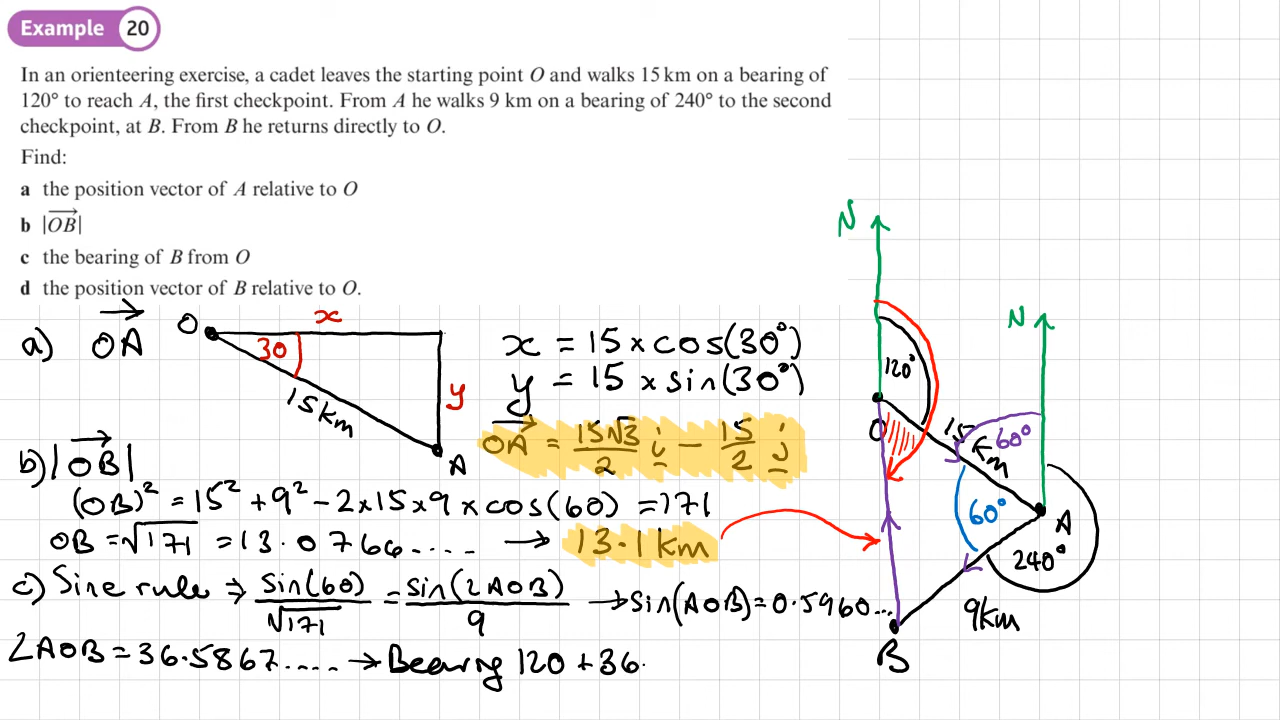 Example 20
In an orienteering exercise, a cadet leaves the starting point O and walks 15 km on a bearing of
120° to reach A, the first checkpoint. From A he walks 9 km on a bearing of 240° to the second
checkpoint, at B. From B he returns directly to O.
Find:
a the position vector of A relative to O
b |OB|
c the bearing of B from O
d the position vector of B relative to O.
a) OA
O
x
30
15km
y
A
x = 15 × cos(30°)
y = 15 × sin(30°)
OA = 15√3/2 i − 15/2 j
b) |OB|
(OB)² = 15² + 9² − 2×15×9×cos(60) = 171
OB = √171 = 13.0766.... → 13.1 km
c) Sine rule ⇒ sin(60)/√171 = sin(∠AOB)/9 → sin(AOB) = 0.5960...
∠AOB = 36.5867..... → Bearing 120 + 36.
N
120°
O
15 km
N
60°
60°
A
240°
9km
B